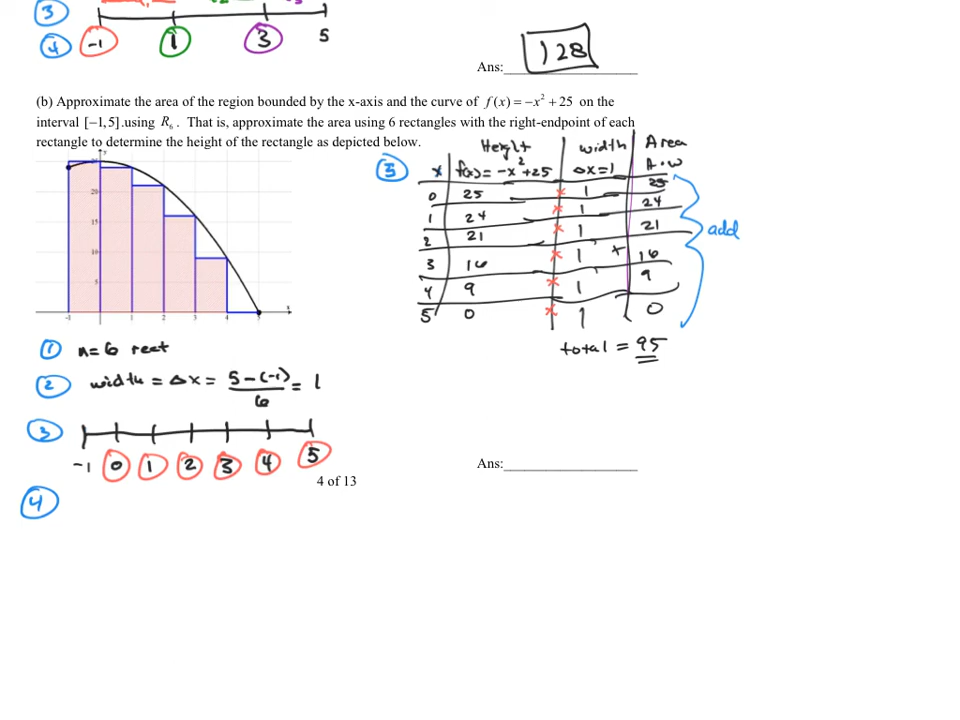 ③
④ -1 1 3 5
128
Ans:
(b) Approximate the area of the region bounded by the x-axis and the curve of f(x) = −x² + 25 on the
interval [−1,5].using R₆. That is, approximate the area using 6 rectangles with the right-endpoint of each
rectangle to determine the height of the rectangle as depicted below.
③ Height width Area
x f(x) = -x²+25 Δx=1 A·w
0 25 * 1 25
1 24 * 1 24
2 21 * 1 21
3 16 * 1 + 16
4 9 * 1 9
5 0 * 1 0
add
total = 95
① n=6 rect
② width = Δx = 5-(-1)/6 = 1
③
-1 0 1 2 3 4 5
Ans:
4 of 13
④